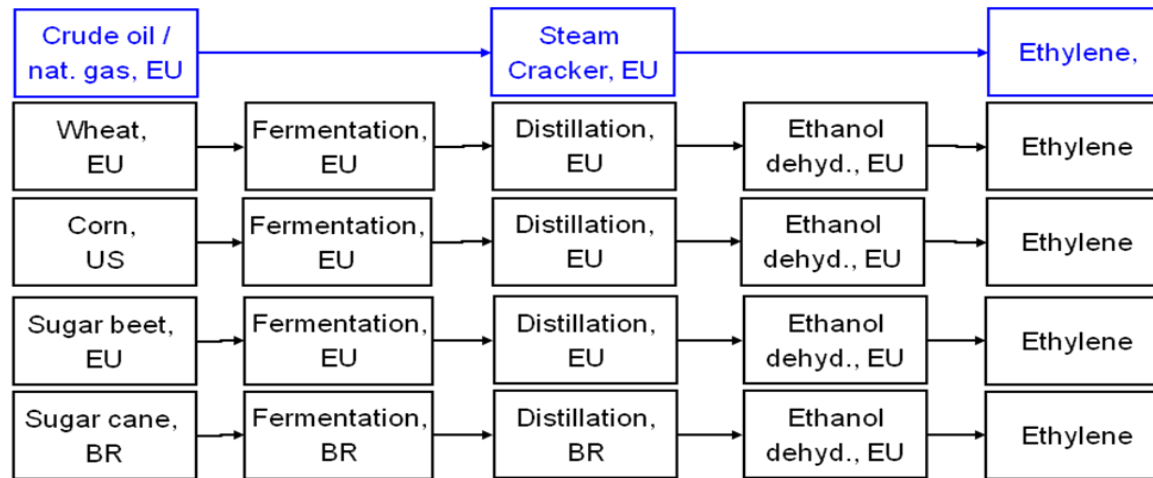 Crude oil /
nat. gas, EU
Steam
Cracker, EU
Ethylene,
Wheat,
EU
Fermentation,
EU
Distillation,
EU
Ethanol
dehyd., EU
Ethylene
Corn,
US
Fermentation,
EU
Distillation,
EU
Ethanol
dehyd., EU
Ethylene
Sugar beet,
EU
Fermentation,
EU
Distillation,
EU
Ethanol
dehyd., EU
Ethylene
Sugar cane,
BR
Fermentation,
BR
Distillation,
BR
Ethanol
dehyd., EU
Ethylene